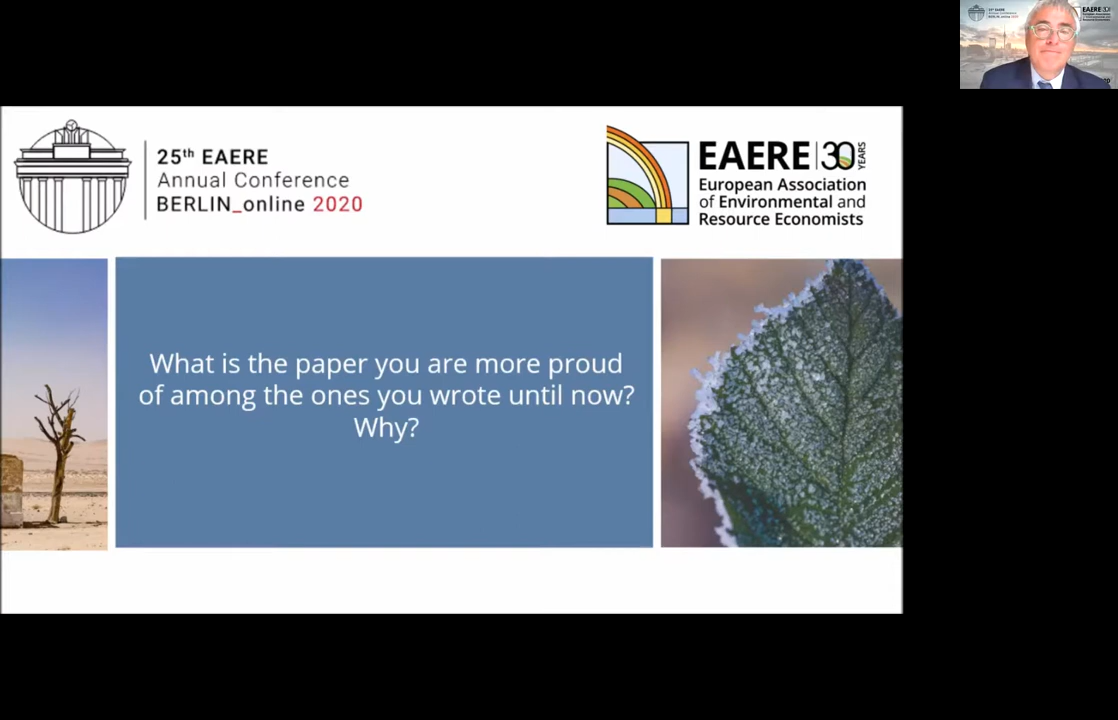 25th EAERE
Annual Conference
BERLIN_online 2020
EAERE 30 YEARS
European Association
of Environmental and
Resource Economists
What is the paper you are more proud
of among the ones you wrote until now?
Why?
EAERE